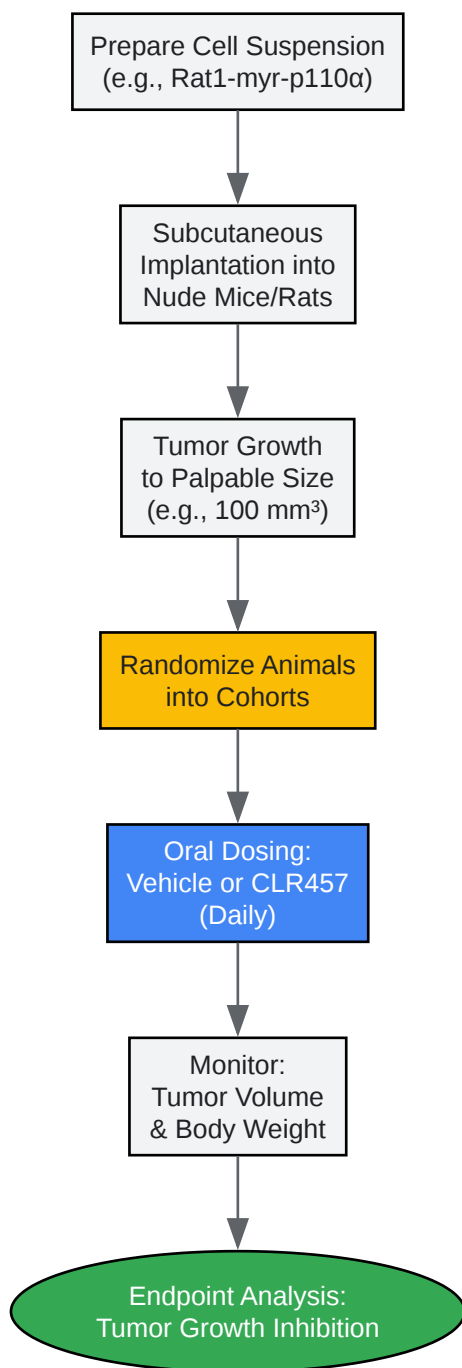 Prepare Cell Suspension
(e.g., Rat1-myr-p110α)
Subcutaneous
Implantation into
Nude Mice/Rats
Tumor Growth
to Palpable Size
(e.g., 100 mm³)
Randomize Animals
into Cohorts
Oral Dosing:
Vehicle or CLR457
(Daily)
Monitor:
Tumor Volume
& Body Weight
Endpoint Analysis:
Tumor Growth Inhibition